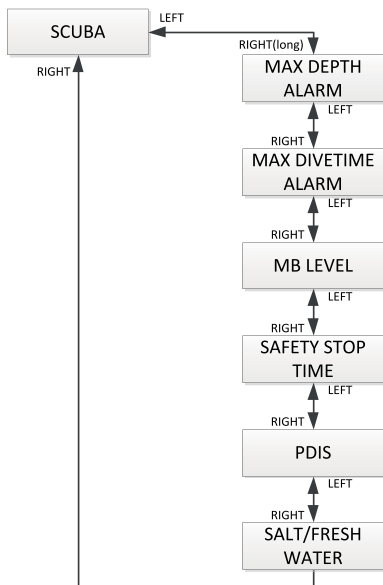 SCUBA
LEFT
RIGHT(long)
RIGHT
MAX DEPTH
ALARM
LEFT
RIGHT
MAX DIVETIME
ALARM
LEFT
RIGHT
MB LEVEL
LEFT
RIGHT
SAFETY STOP
TIME
LEFT
RIGHT
PDIS
LEFT
RIGHT
SALT/FRESH
WATER